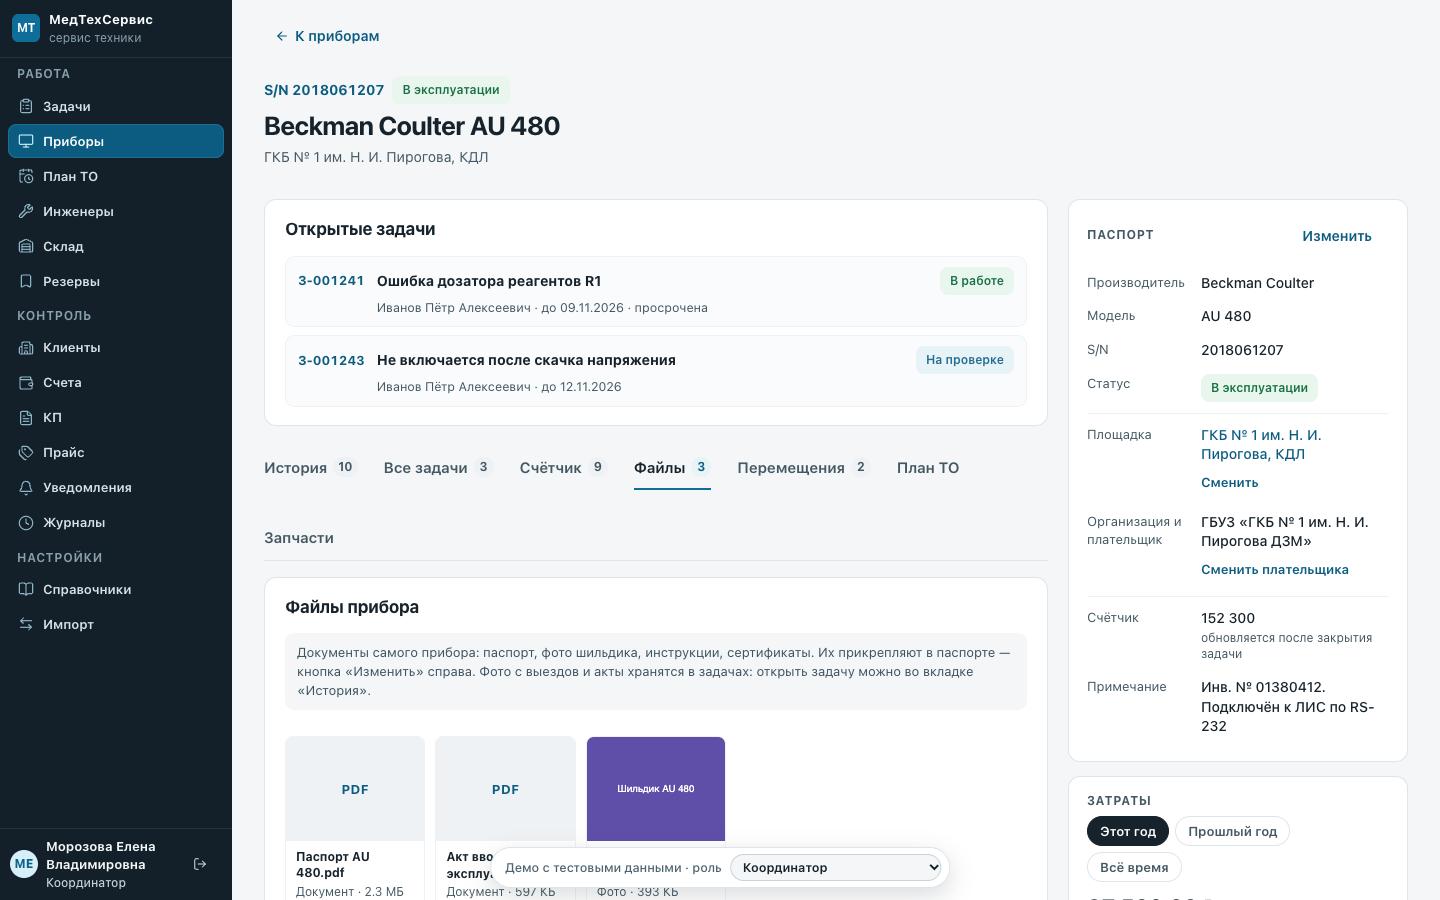 МТ
МедТехСервис
сервис техники
РАБОТА
Задачи
Приборы
План ТО
Инженеры
Склад
Резервы
КОНТРОЛЬ
Клиенты
Счета
КП
Прайс
Уведомления
Журналы
НАСТРОЙКИ
Справочники
Импорт
МЕ
Морозова Елена
Владимировна
Координатор
← К приборам
S/N 2018061207 В эксплуатации
Beckman Coulter AU 480
ГКБ № 1 им. Н. И. Пирогова, КДЛ
Открытые задачи
З-001241 Ошибка дозатора реагентов R1 В работе
Иванов Пётр Алексеевич · до 09.11.2026 · просрочена
З-001243 Не включается после скачка напряжения На проверке
Иванов Пётр Алексеевич · до 12.11.2026
История 10 Все задачи 3 Счётчик 9 Файлы 3 Перемещения 2 План ТО
Запчасти
Файлы прибора
Документы самого прибора: паспорт, фото шильдика, инструкции, сертификаты. Их прикрепляют в паспорте —
кнопка «Изменить» справа. Фото с выездов и акты хранятся в задачах: открыть задачу можно во вкладке
«История».
PDF
PDF
Шильдик AU 480
Паспорт AU
480.pdf
Документ · 2.3 МБ
Акт вво
эксплу
Документ · 597 КБ
Фото · 393 КБ
Демо с тестовыми данными · роль Координатор
ПАСПОРТ Изменить
Производитель Beckman Coulter
Модель AU 480
S/N 2018061207
Статус В эксплуатации
Площадка ГКБ № 1 им. Н. И.
Пирогова, КДЛ
Сменить
Организация и ГБУЗ «ГКБ № 1 им. Н. И.
плательщик Пирогова ДЗМ»
Сменить плательщика
Счётчик 152 300
обновляется после закрытия
задачи
Примечание Инв. № 01380412.
Подключён к ЛИС по RS-
232
ЗАТРАТЫ
Этот год Прошлый год
Всё время